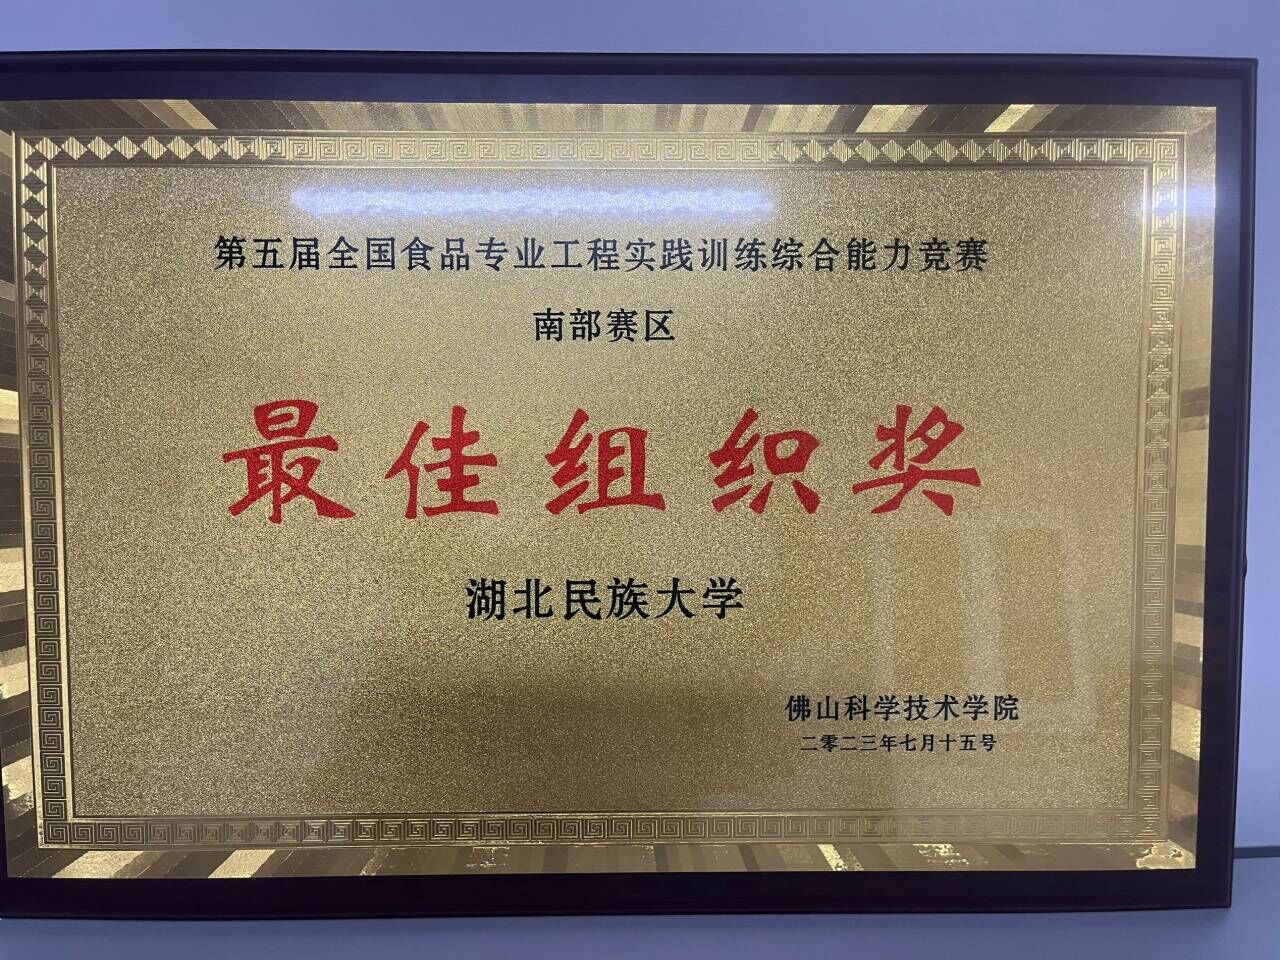 第五届全国食品专业工程实践训练综合能力竞赛
南部赛区
最佳组织奖
湖北民族大学
佛山科学技术学院
二零二三年七月十五号